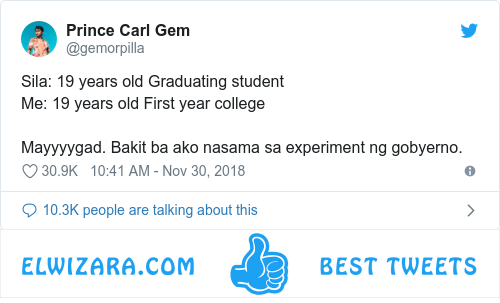 Prince Carl Gem
@gemorpilla
Sila: 19 years old Graduating student
Me: 19 years old First year college
Mayyyygad. Bakit ba ako nasama sa experiment ng gobyerno.
30.9K 10:41 AM - Nov 30, 2018
10.3K people are talking about this
ELWIZARA.COM BEST TWEETS